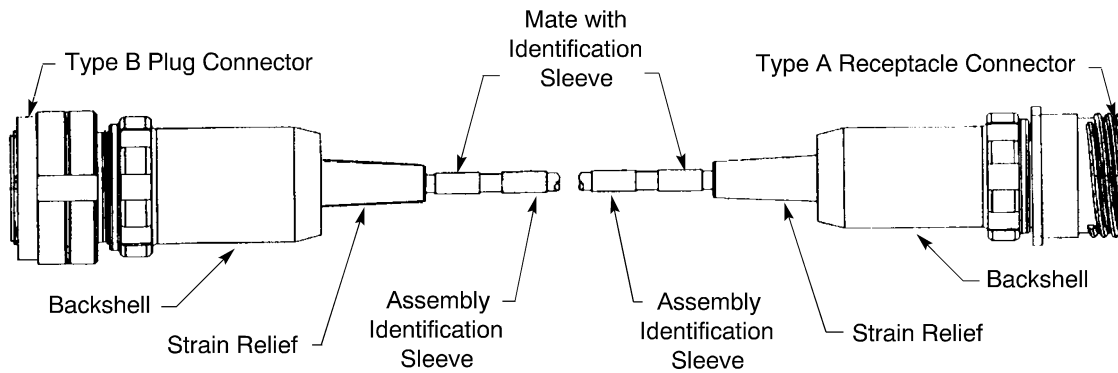 Mate with
Identification
Sleeve
Type B Plug Connector
Type A Receptacle Connector
Backshell
Strain Relief
Assembly
Identification
Sleeve
Assembly
Identification
Sleeve
Strain Relief
Backshell